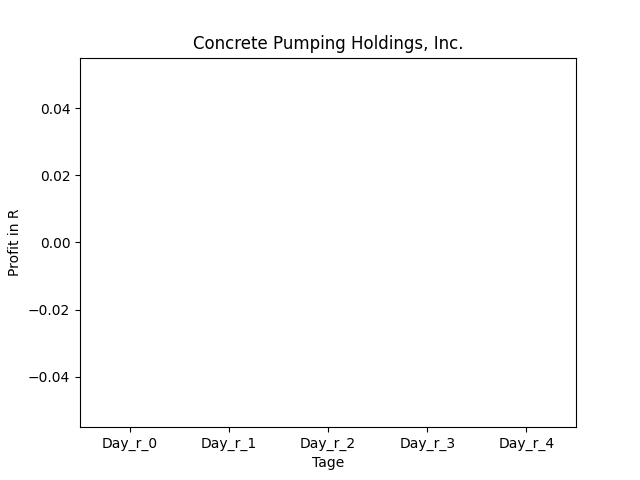 Concrete Pumping Holdings, Inc.
0.04
0.02
0.00
−0.02
−0.04
Profit in R
Day_r_0 Day_r_1 Day_r_2 Day_r_3 Day_r_4
Tage